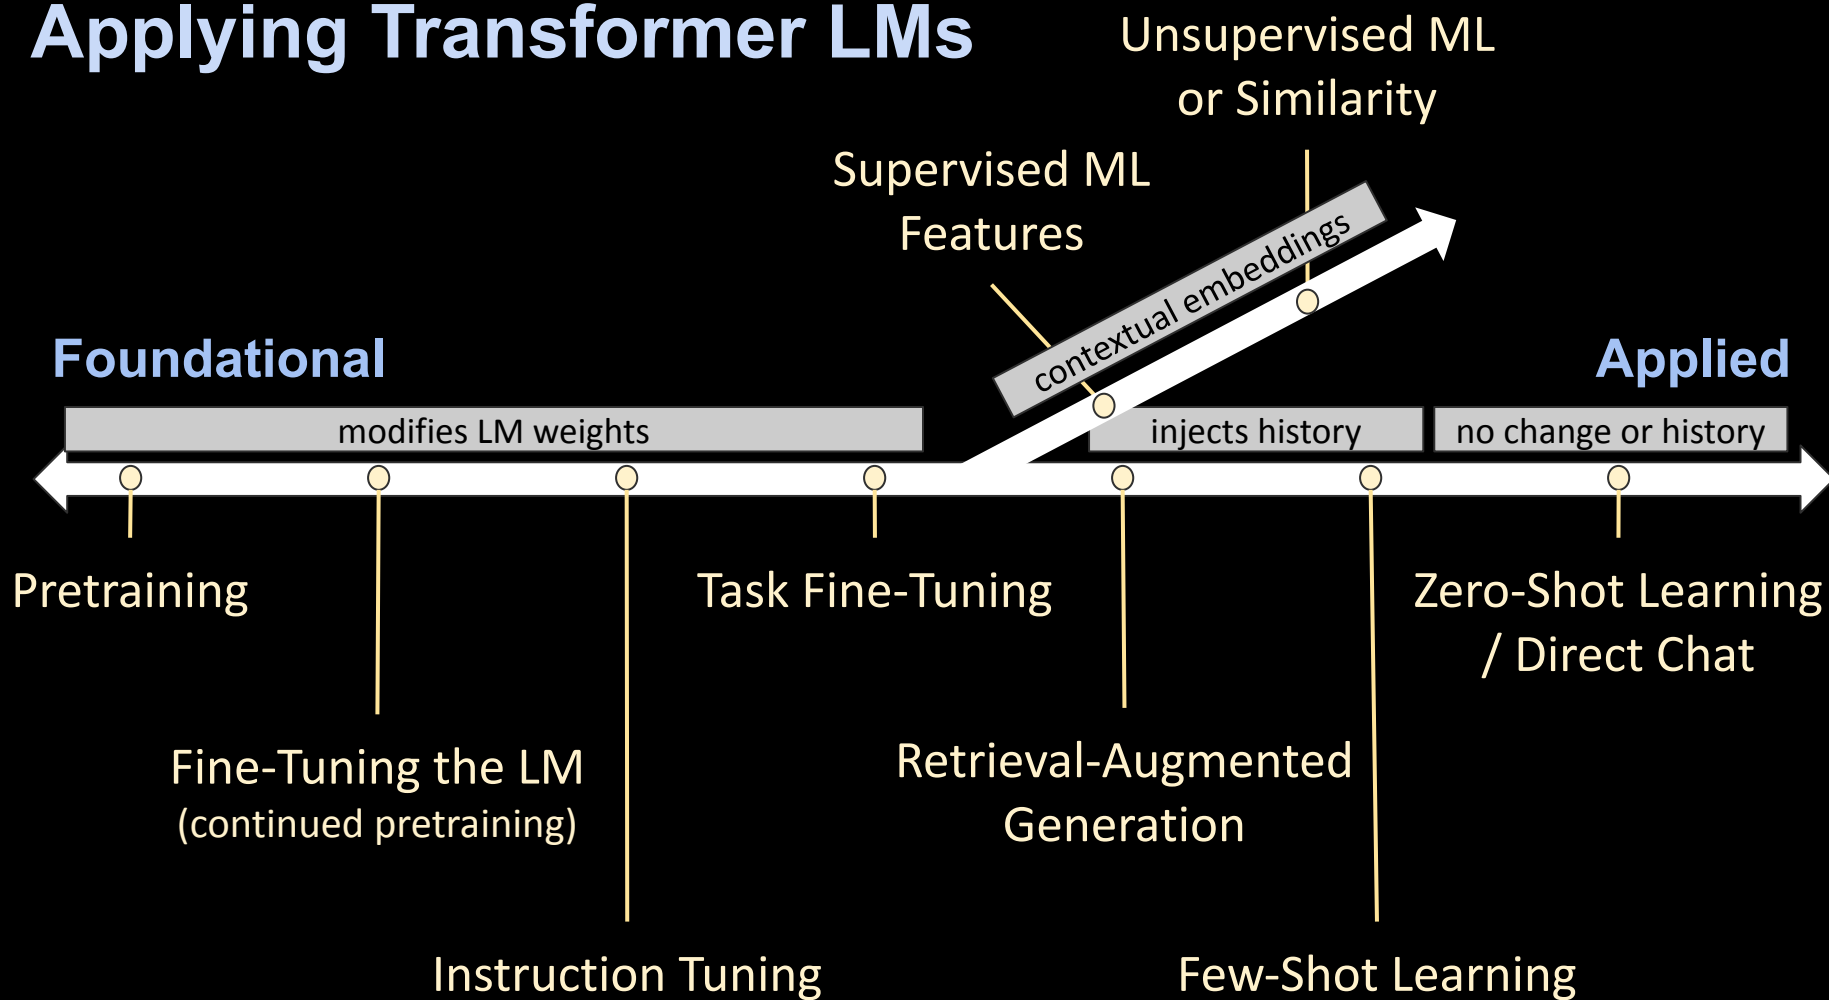 Applying Transformer LMs
Unsupervised ML
or Similarity
Supervised ML
Features
contextual embeddings
Foundational
Applied
modifies LM weights
injects history
no change or history
Pretraining
Task Fine-Tuning
Zero-Shot Learning
/ Direct Chat
Fine-Tuning the LM
(continued pretraining)
Retrieval-Augmented
Generation
Instruction Tuning
Few-Shot Learning